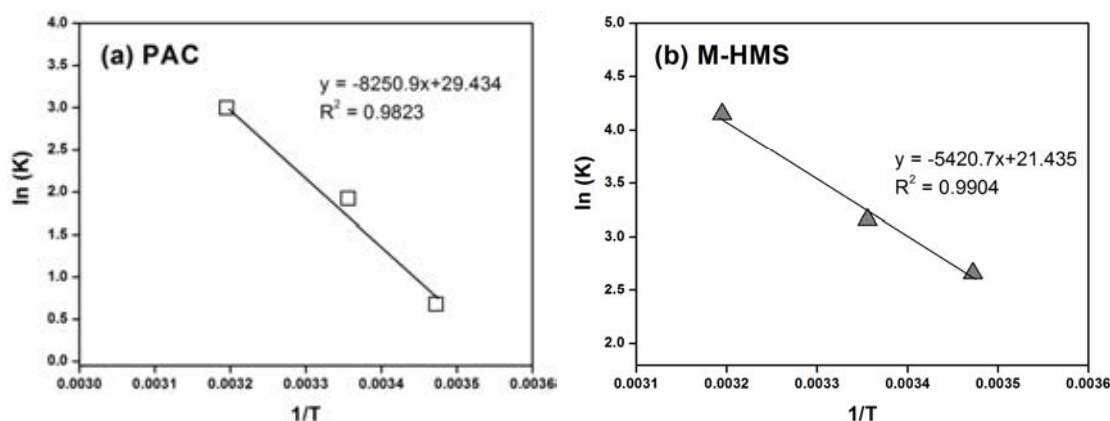 (a) PAC
y = -8250.9x+29.434
R² = 0.9823
ln (K)
4.0
3.5
3.0
2.5
2.0
1.5
1.0
0.5
0.0
0.0030 0.0031 0.0032 0.0033 0.0034 0.0035 0.0036
1/T
(b) M-HMS
y = -5420.7x+21.435
R² = 0.9904
ln (K)
5.0
4.5
4.0
3.5
3.0
2.5
2.0
0.0031 0.0032 0.0033 0.0034 0.0035 0.0036
1/T